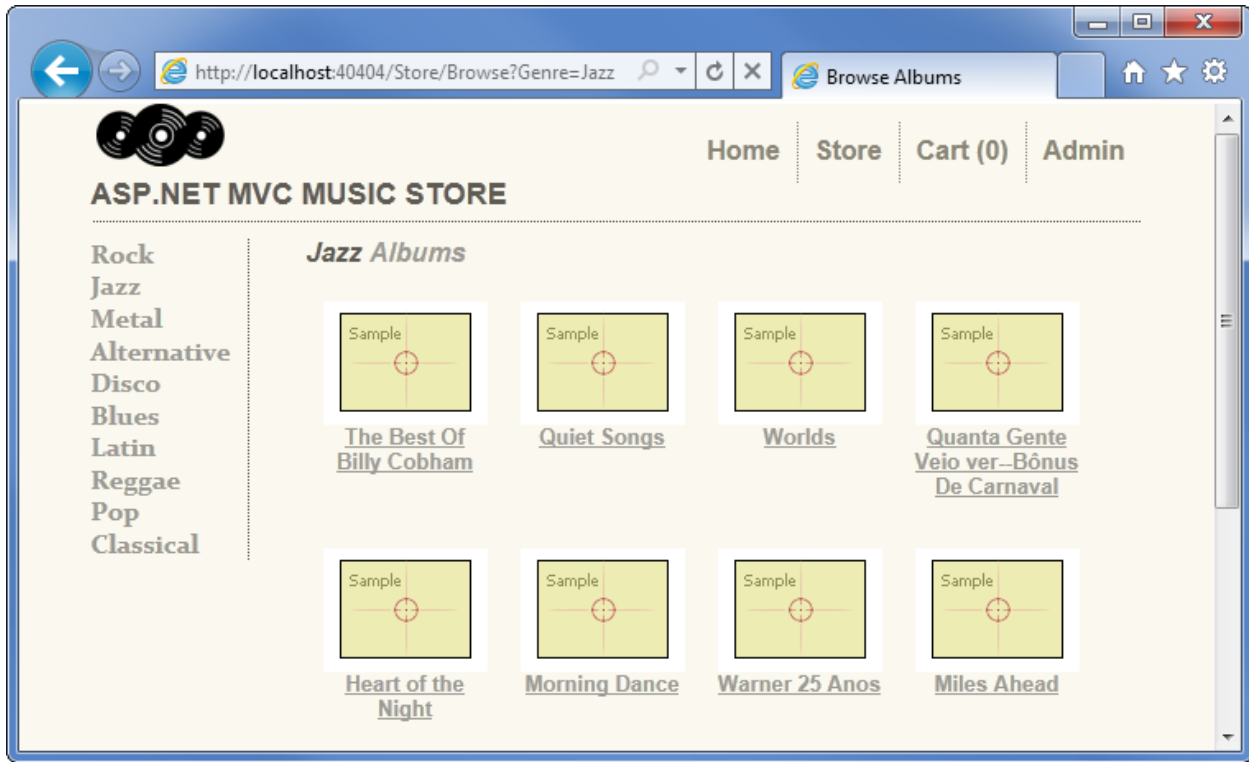 http://localhost:40404/Store/Browse?Genre=Jazz
Browse Albums
Home
Store
Cart (0)
Admin
ASP.NET MVC MUSIC STORE
Rock
Jazz
Metal
Alternative
Disco
Blues
Latin
Reggae
Pop
Classical
Jazz Albums
Sample
Sample
Sample
Sample
The Best Of
Billy Cobham
Quiet Songs
Worlds
Quanta Gente
Veio ver--Bônus
De Carnaval
Sample
Sample
Sample
Sample
Heart of the
Night
Morning Dance
Warner 25 Anos
Miles Ahead